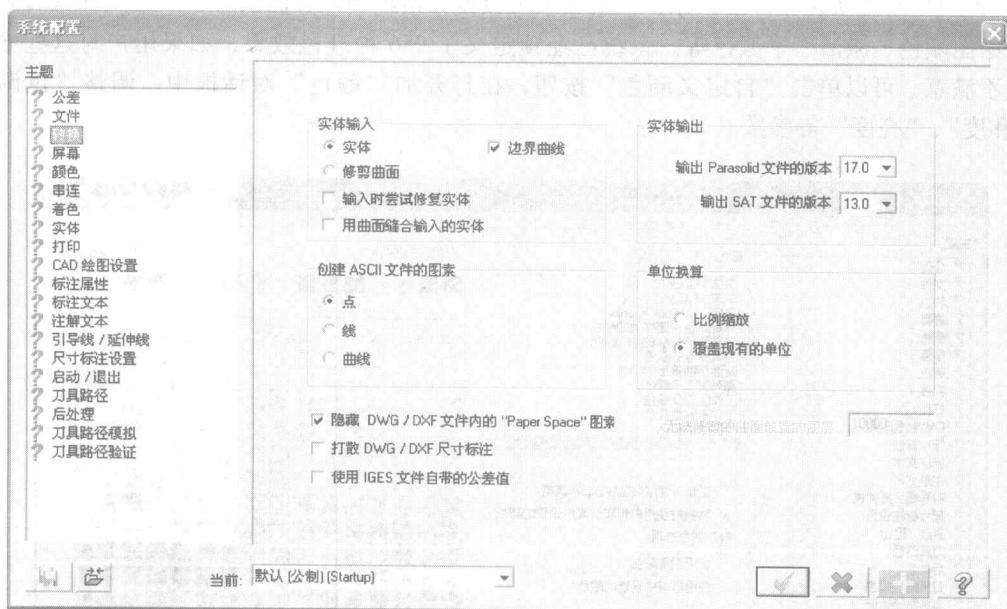 系统配置
主题
公差
文件
转换
屏幕
颜色
串连
着色
实体
打印
CAD 绘图设置
标注属性
标注文本
注解文本
引导线 / 延伸线
尺寸标注设置
启动 / 退出
刀具路径
后处理
刀具路径模拟
刀具路径验证
实体输入
实体
边界曲线
修剪曲面
输入时尝试修复实体
用曲面缝合输入的实体
实体输出
输出 Parasolid 文件的版本 17.0
输出 SAT 文件的版本 13.0
创建 ASCII 文件的图素
点
线
曲线
单位换算
比例缩放
覆盖现有的单位
隐藏 DWG / DXF 文件内的 "Paper Space" 图素
打散 DWG / DXF 尺寸标注
使用 IGES 文件自带的公差值
当前: 默认 (公制) (Startup)